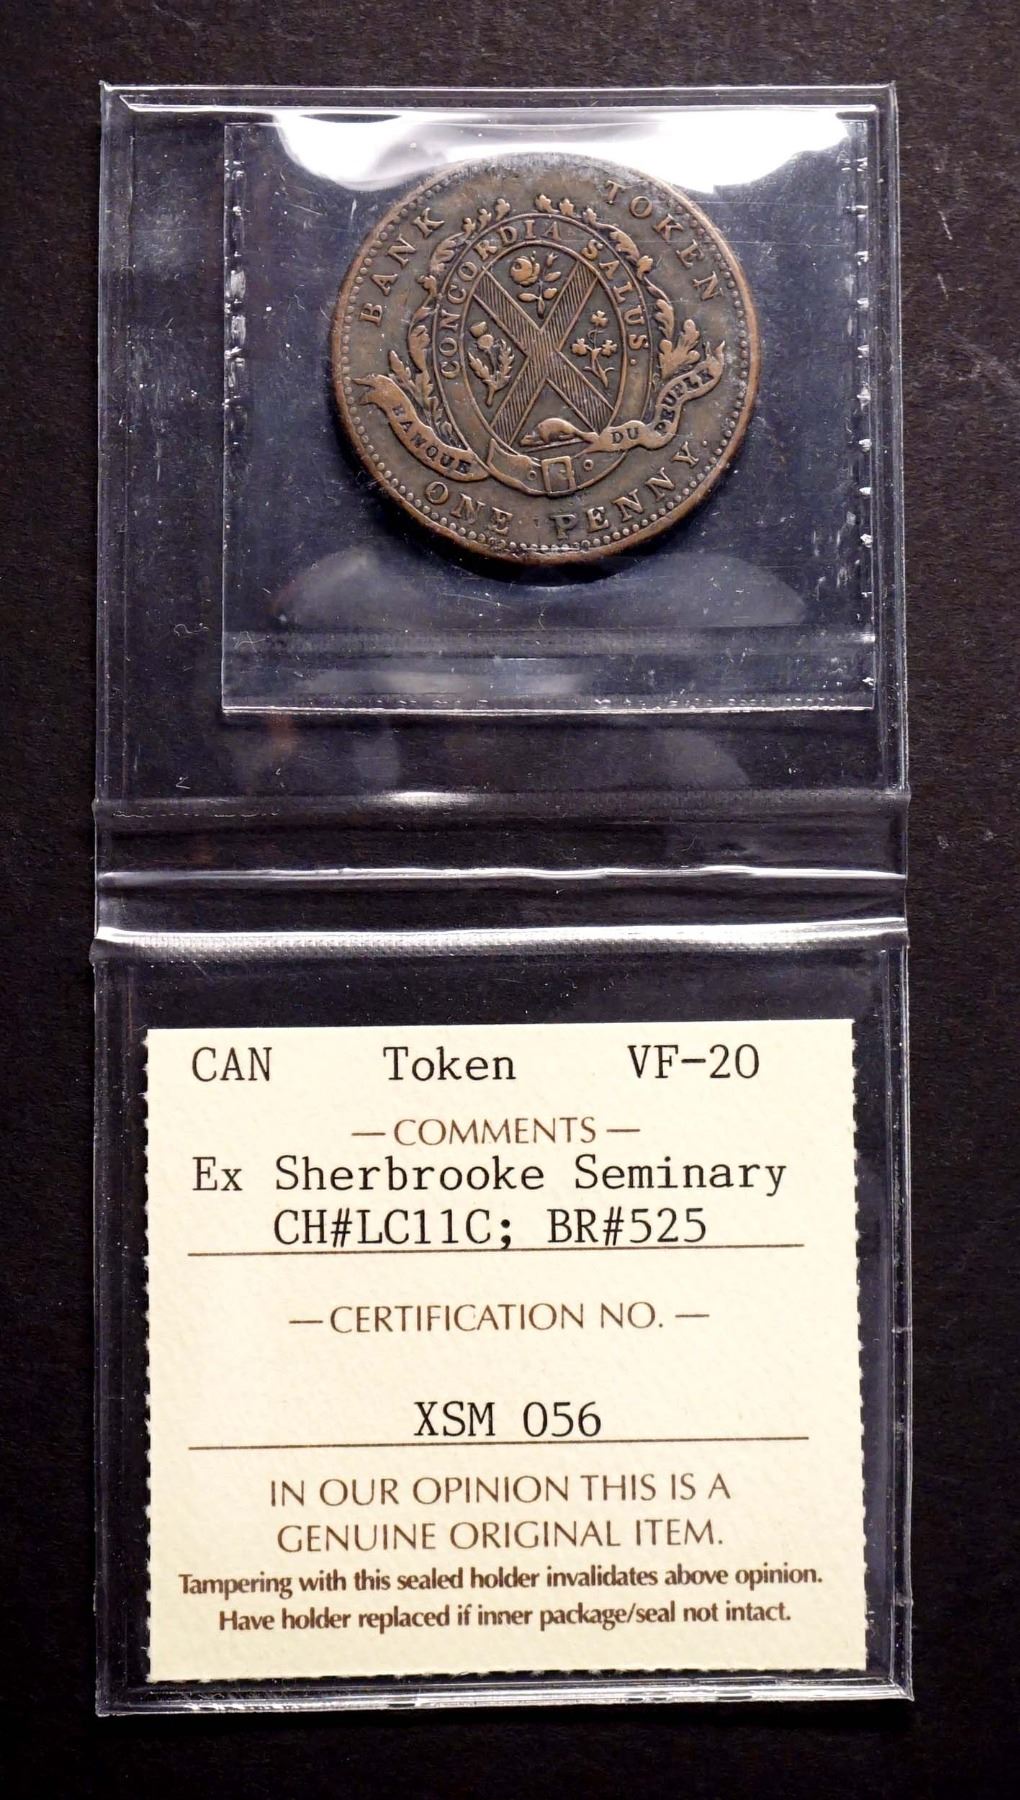 BANK TOKEN
CONCORDIA SALUS.
BANQUE DU PEUPLE
ONE PENNY.
CAN Token VF-20
— COMMENTS —
Ex Sherbrooke Seminary
CH#LC11C; BR#525
— CERTIFICATION NO. —
XSM 056
IN OUR OPINION THIS IS A
GENUINE ORIGINAL ITEM.
Tampering with this sealed holder invalidates above opinion.
Have holder replaced if inner package/seal not intact.